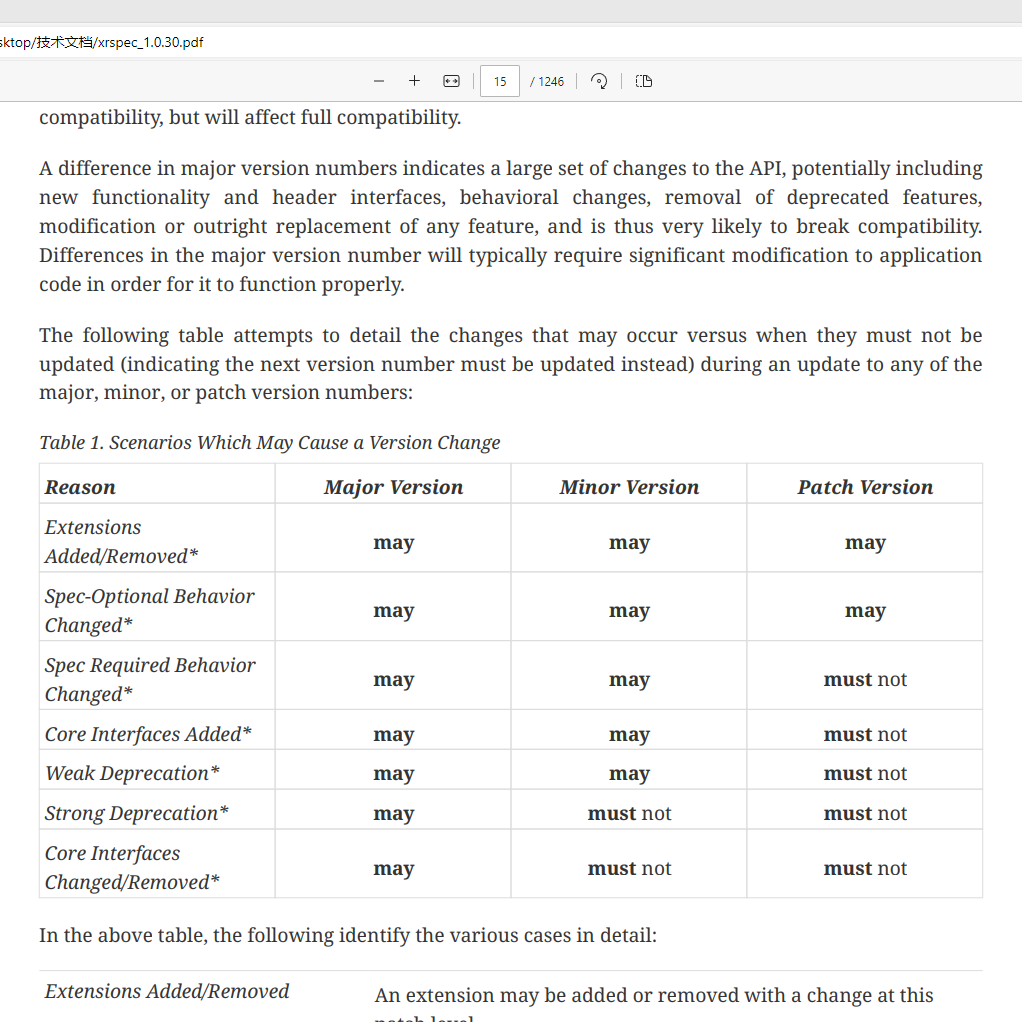 sktop/技术文档/xrspec_1.0.30.pdf
15 / 1246
compatibility, but will affect full compatibility.
A difference in major version numbers indicates a large set of changes to the API, potentially including
new functionality and header interfaces, behavioral changes, removal of deprecated features,
modification or outright replacement of any feature, and is thus very likely to break compatibility.
Differences in the major version number will typically require significant modification to application
code in order for it to function properly.
The following table attempts to detail the changes that may occur versus when they must not be
updated (indicating the next version number must be updated instead) during an update to any of the
major, minor, or patch version numbers:
Table 1. Scenarios Which May Cause a Version Change
Reason Major Version Minor Version Patch Version
Extensions
Added/Removed* may may may
Spec-Optional Behavior
Changed* may may may
Spec Required Behavior
Changed* may may must not
Core Interfaces Added* may may must not
Weak Deprecation* may may must not
Strong Deprecation* may must not must not
Core Interfaces
Changed/Removed* may must not must not
In the above table, the following identify the various cases in detail:
Extensions Added/Removed An extension may be added or removed with a change at this
patch level